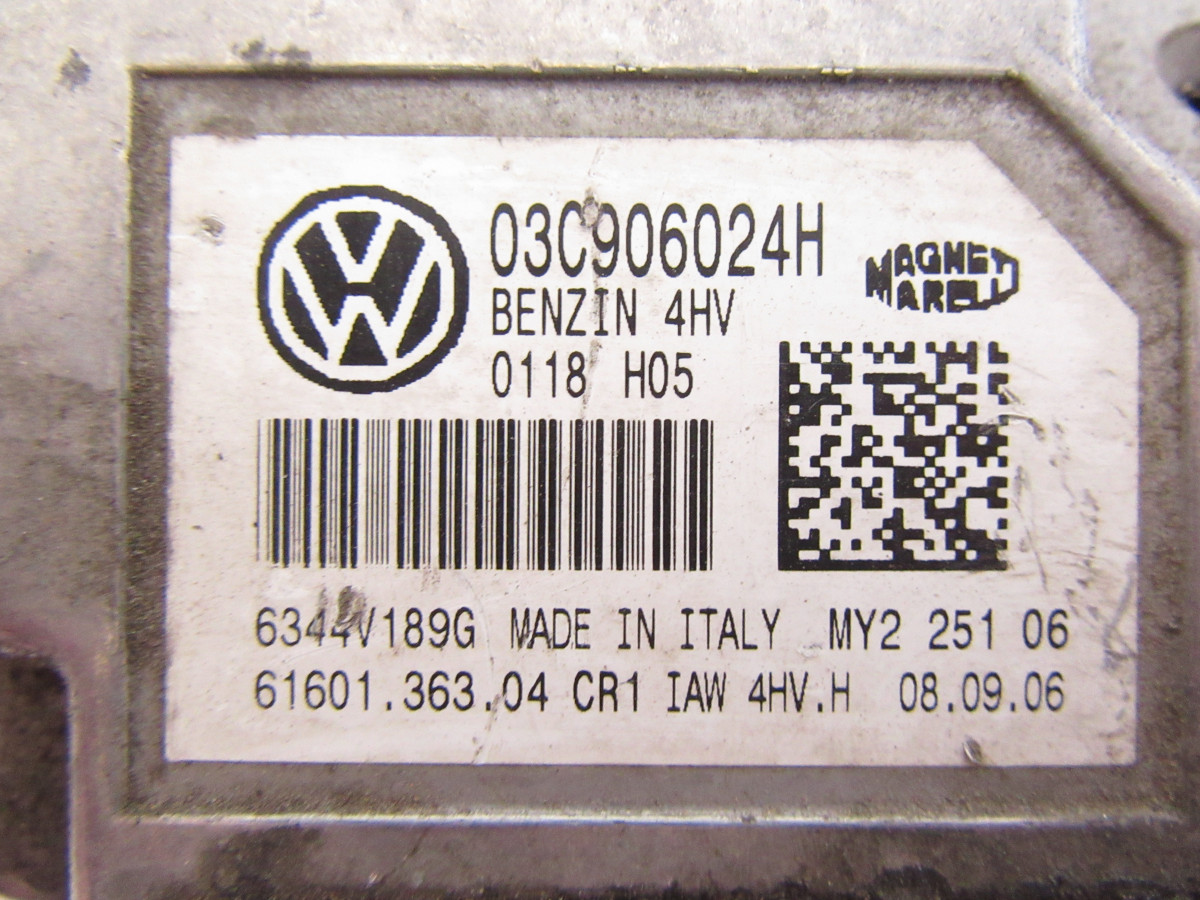 03C906024H
MAGNETI
MARELLI
BENZIN 4HV
0118 H05
6344V189G MADE IN ITALY MY2 251 06
61601.363.04 CR1 IAW 4HV.H 08.09.06